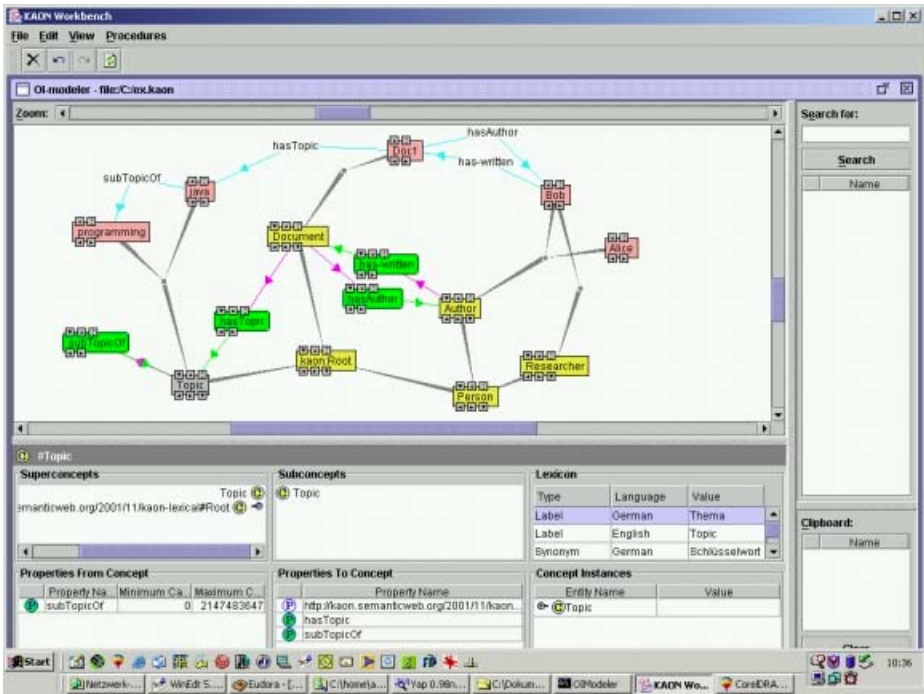 KAON Workbench
File Edit View Procedures
OI-modeler - file:/C:/ex.kaon
Zoom:
Search for:
Search
Name
hasAuthor
hasTopic
Doc1
has-written
subTopicOf
java
Bob
programming
Document
Alice
has-written
hasAuthor
Author
hasTopic
subTopicOf
kaon:Root
Researcher
Topic
Person
#Topic
Superconcepts
Topic
emanticweb.org/2001/11/kaon-lexical#Root
Subconcepts
Topic
Lexicon
Type Language Value
Label German Thema
Label English Topic
Synonym German Schlüsselwort
Clipboard:
Name
Properties From Concept
Property Na... Minimum Ca... Maximum C...
subTopicOf 0 2147483647
Properties To Concept
Property Name
http://kaon.semanticweb.org/2001/11/kaon...
hasTopic
subTopicOf
Concept Instances
Entity Name Value
Topic
Clear
Start
10:36
Netzwerk-... WinEdt 5.... Eudora - [... C:\home\a... Yap 0.98n... C:\Dokum... OIModeler KAON Wo... CorelDRA...